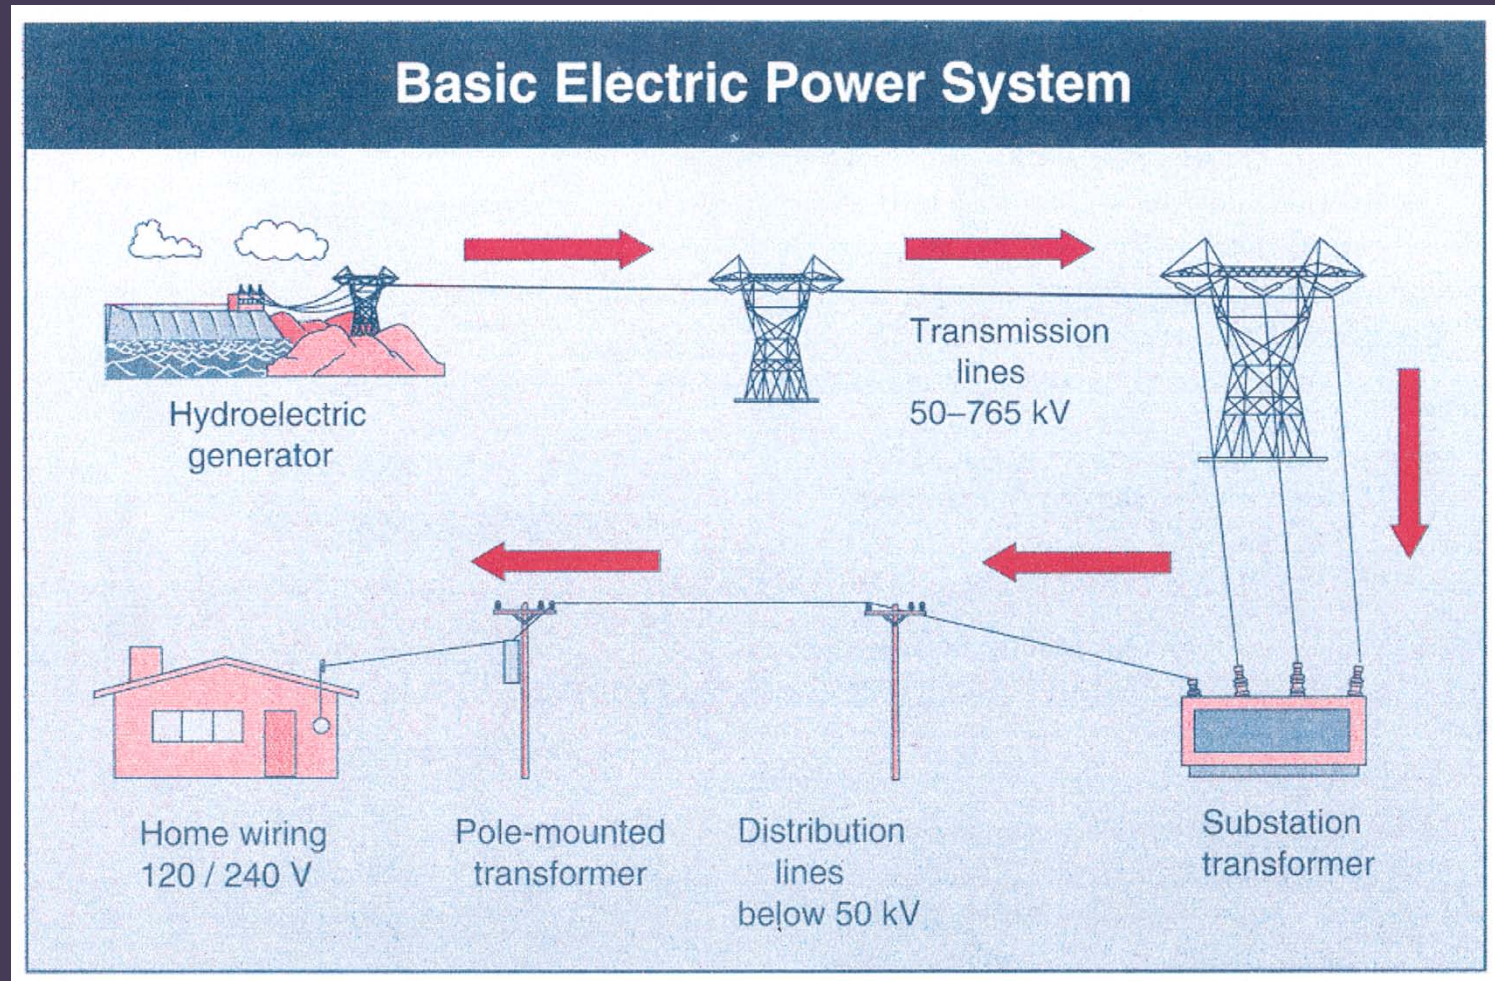 Basic Electric Power System
Hydroelectric
generator
Transmission
lines
50–765 kV
Home wiring
120 / 240 V
Pole-mounted
transformer
Distribution
lines
below 50 kV
Substation
transformer